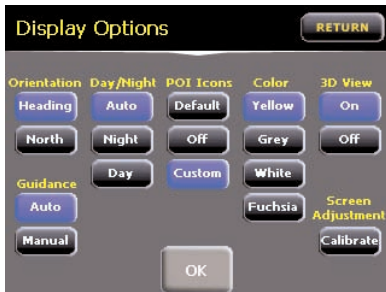 Display Options
RETURN
Orientation Day/Night POI Icons Color 3D View
Heading Auto Default Yellow On
North Night Off Grey Off
Day Custom White
Guidance
Auto Fuchsia Screen
Adjustment
Manual Calibrate
OK